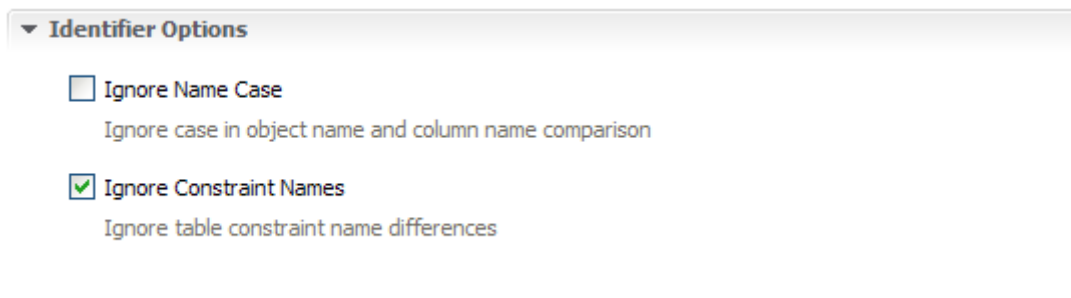 Identifier Options
Ignore Name Case
Ignore case in object name and column name comparison
Ignore Constraint Names
Ignore table constraint name differences